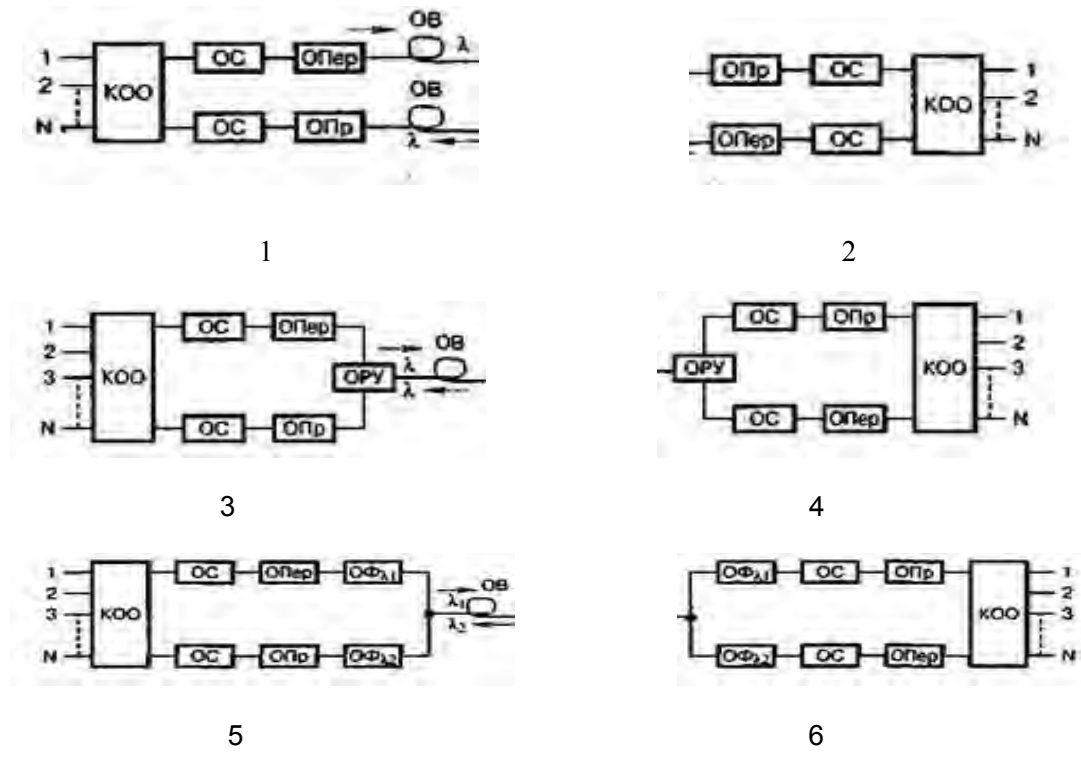 ОВ
1 КОО ОС ОПер λ
2 ОВ
N ОС ОПр λ
ОПр ОС КОО 1
2
ОПер ОС N
1 2
1 КОО ОС ОПер
2 ОВ
3 ОРУ λ
λ
N ОС ОПр
ОС ОПр КОО 1
2
ОРУ 3
ОС ОПер N
3 4
1 КОО ОС ОПер ОФλ1
2 ОВ
3 λ1
λ2
N ОС ОПр ОФλ2
ОФλ1 ОС ОПр КОО 1
2
3
ОФλ2 ОС ОПер N
5 6